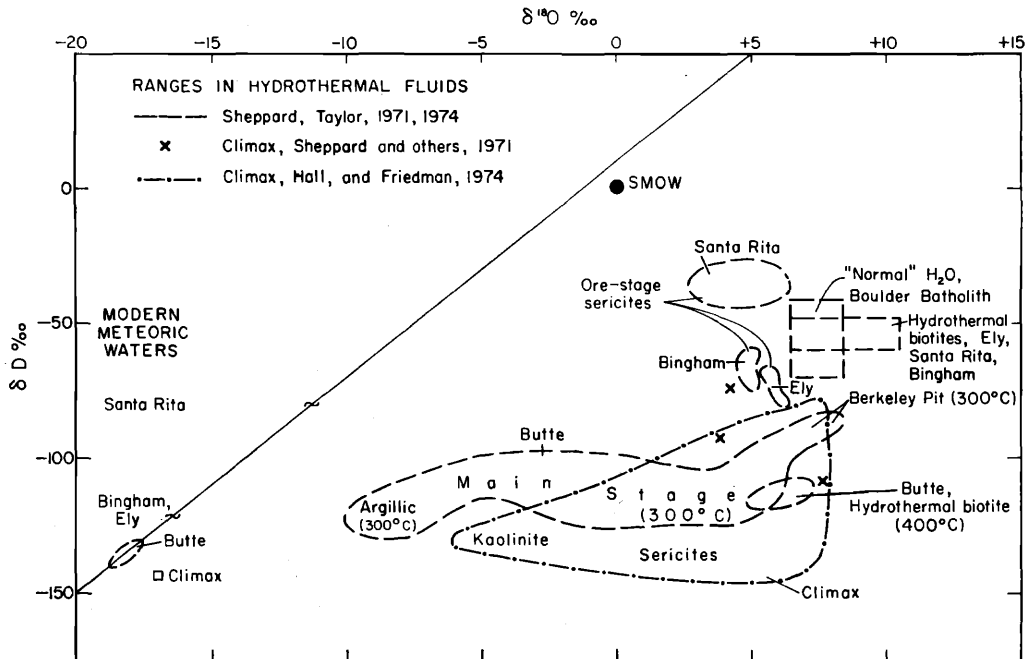 δ¹⁸O ‰
−20 −15 −10 −5 0 +5 +10 +15
RANGES IN HYDROTHERMAL FLUIDS
Sheppard, Taylor, 1971, 1974
Climax, Sheppard and others, 1971
Climax, Hall, and Friedman, 1974
δ D ‰
0
−50
−100
−150
SMOW
Santa Rita
Ore-stage
sericites
"Normal" H₂O,
Boulder Batholith
Hydrothermal
biotites, Ely,
Santa Rita,
Bingham
MODERN
METEORIC
WATERS
Bingham
Ely
Santa Rita
Berkeley Pit (300°C)
Butte
Main Stage
(300°C)
Argillic
(300°C)
Butte,
Hydrothermal biotite
(400°C)
Bingham,
Ely
Butte
Kaolinite
Sericites
Climax
Climax